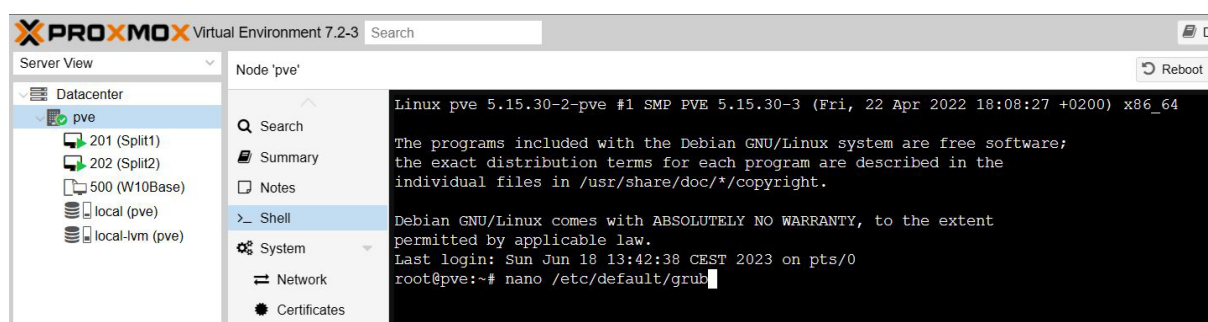 PROXMOX Virtual Environment 7.2-3 Search
D
Server View
Node 'pve'
Reboot
Datacenter
pve
201 (Split1)
202 (Split2)
500 (W10Base)
local (pve)
local-lvm (pve)
Search
Summary
Notes
>_ Shell
System
Network
Certificates
Linux pve 5.15.30-2-pve #1 SMP PVE 5.15.30-3 (Fri, 22 Apr 2022 18:08:27 +0200) x86_64
The programs included with the Debian GNU/Linux system are free software;
the exact distribution terms for each program are described in the
individual files in /usr/share/doc/*/copyright.
Debian GNU/Linux comes with ABSOLUTELY NO WARRANTY, to the extent
permitted by applicable law.
Last login: Sun Jun 18 13:42:38 CEST 2023 on pts/0
root@pve:~# nano /etc/default/grub